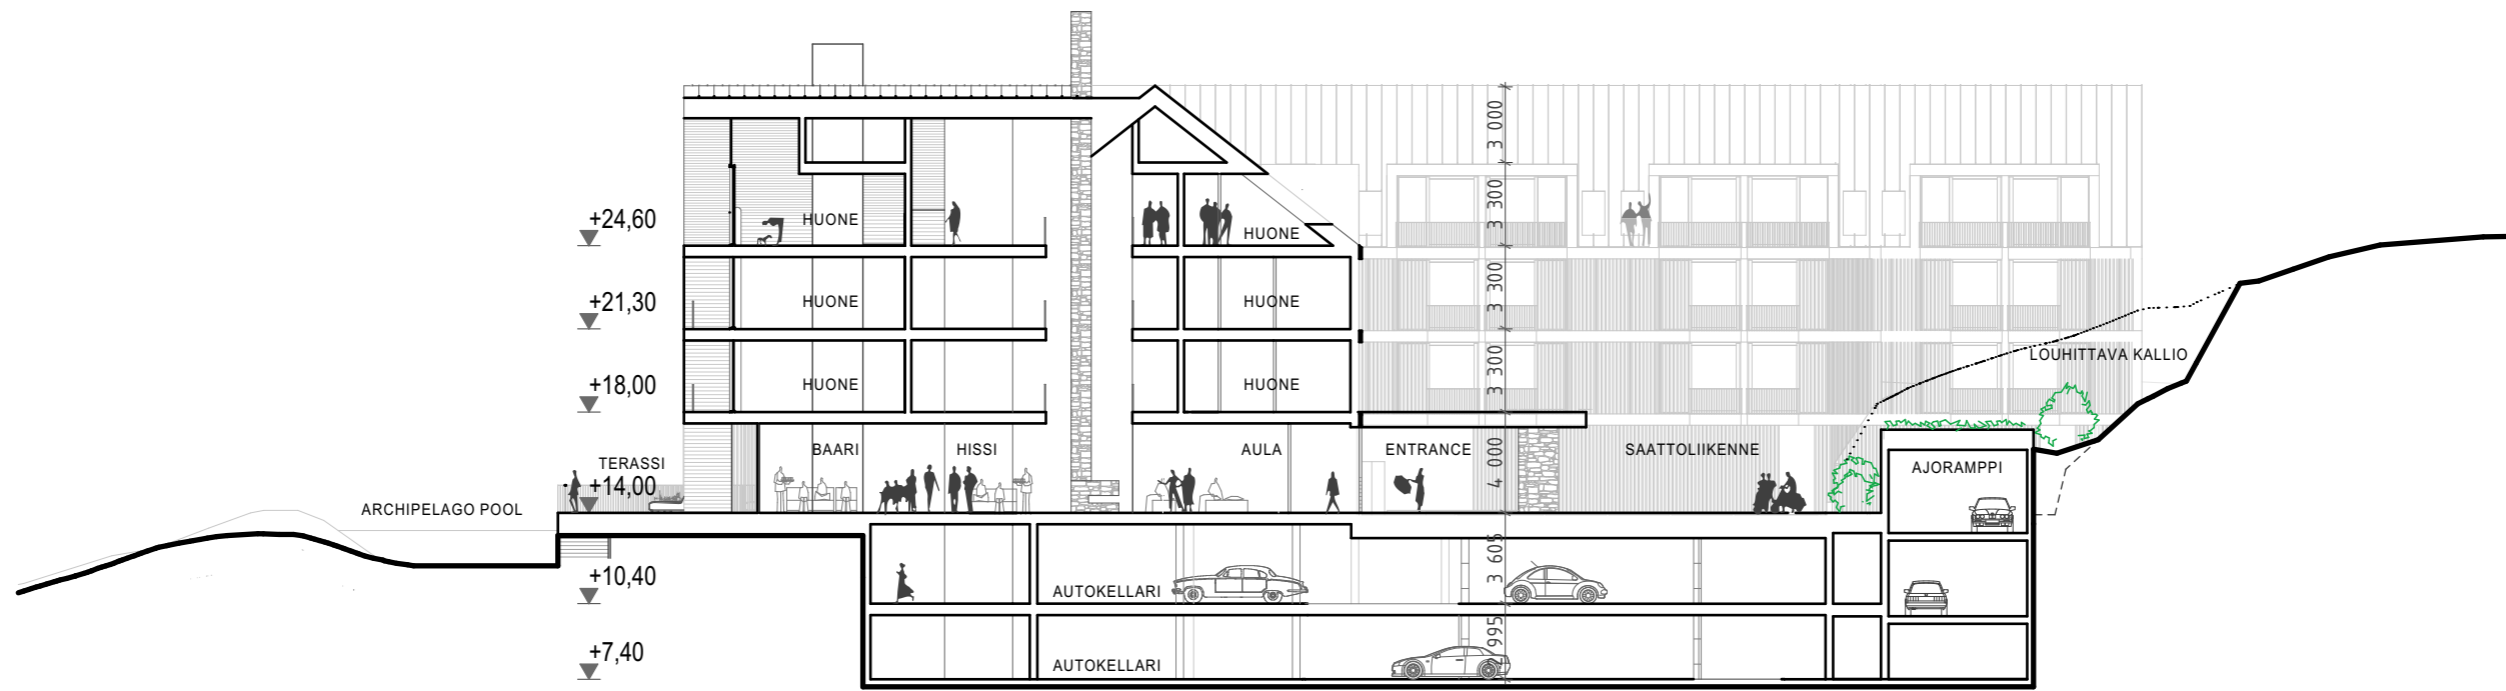 3 000
3 300
+24,60
HUONE
HUONE
+21,30
HUONE
HUONE
3 300
+18,00
HUONE
HUONE
3 300
LOUHITTAVA KALLIO
TERASSI
BAARI
HISSI
AULA
ENTRANCE
SAATTOLIIKENNE
AJORAMPPI
+14,00
4 000
ARCHIPELAGO POOL
+10,40
AUTOKELLARI
3 605
+7,40
AUTOKELLARI
995